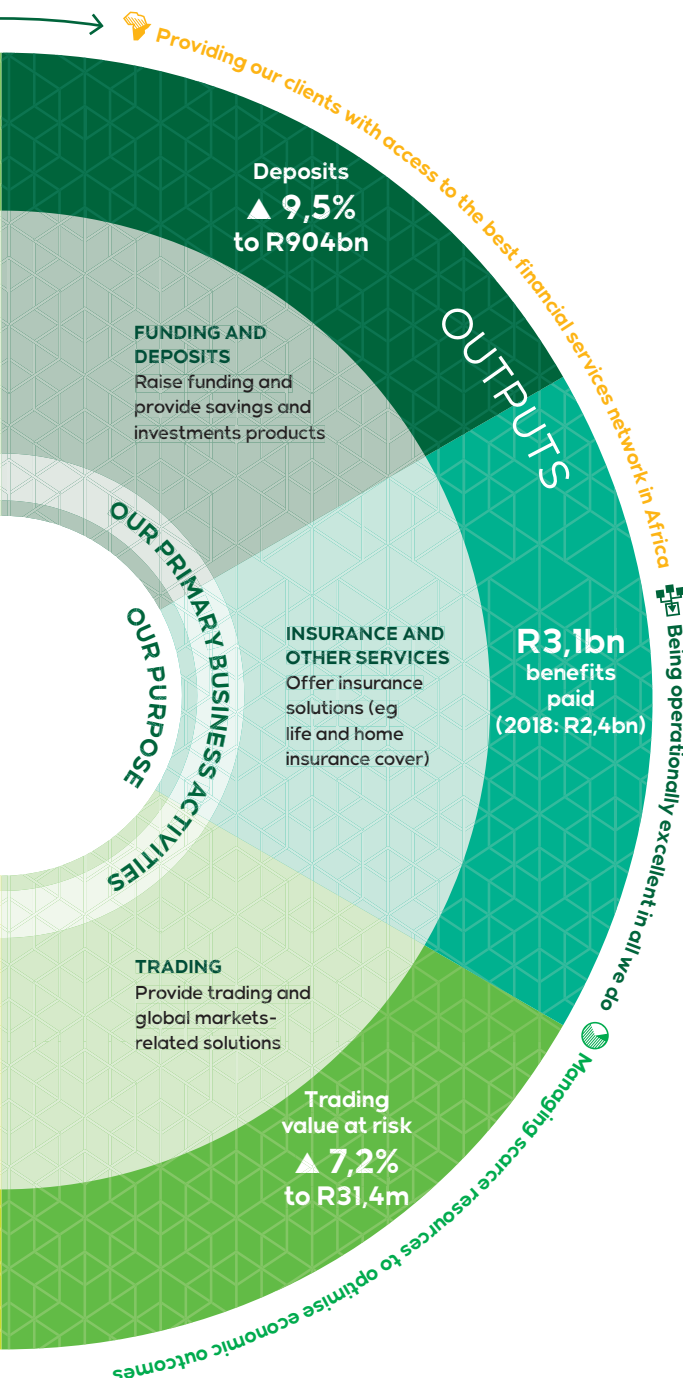 Providing our clients with access to the best financial services network in Africa
Deposits
▲ 9,5%
to R904bn
OUTPUTS
FUNDING AND
DEPOSITS
Raise funding and
provide savings and
investments products
OUR PRIMARY BUSINESS ACTIVITIES
OUR PURPOSE
INSURANCE AND
OTHER SERVICES
Offer insurance
solutions (eg
life and home
insurance cover)
R3,1bn
benefits
paid
(2018: R2,4bn)
Being operationally excellent in all we do
TRADING
Provide trading and
global markets-
related solutions
Trading
value at risk
▲ 7,2%
to R31,4m
Managing scarce resources to optimise economic outcomes